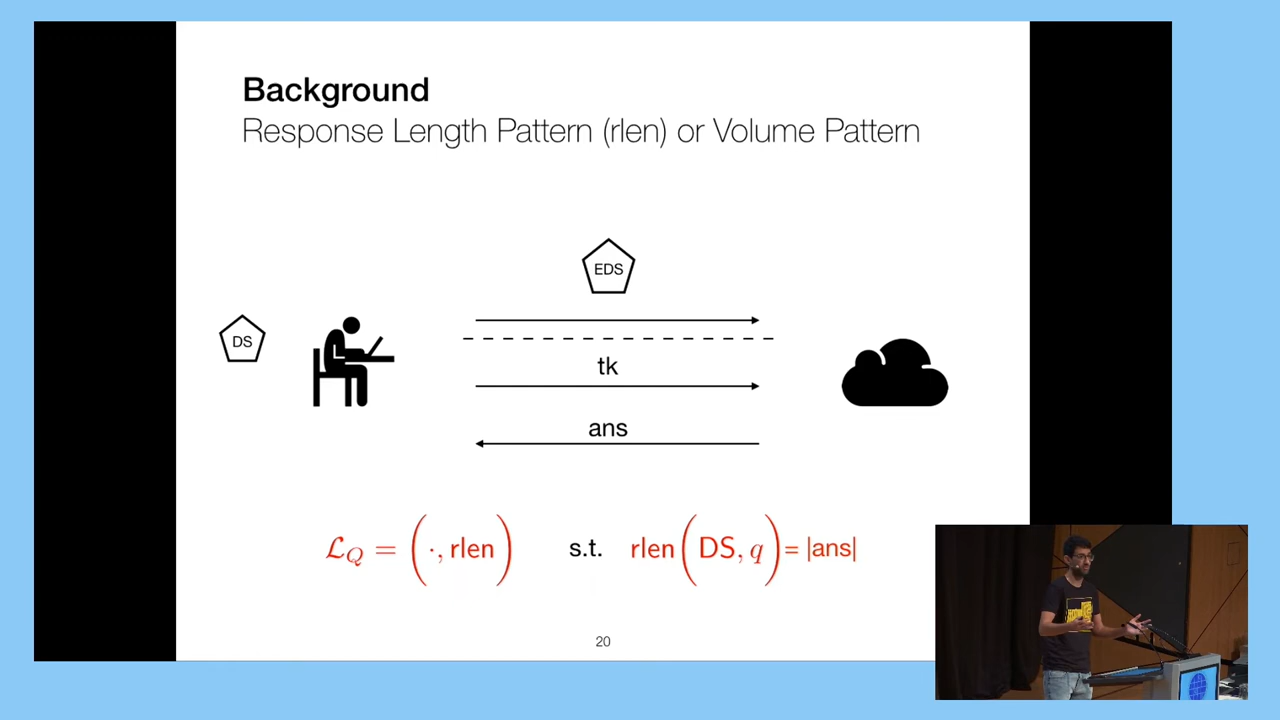 Background
Response Length Pattern (rlen) or Volume Pattern
EDS
DS
tk
ans
ℒ_Q = (·, rlen) s.t. rlen(DS, q) = |ans|
20